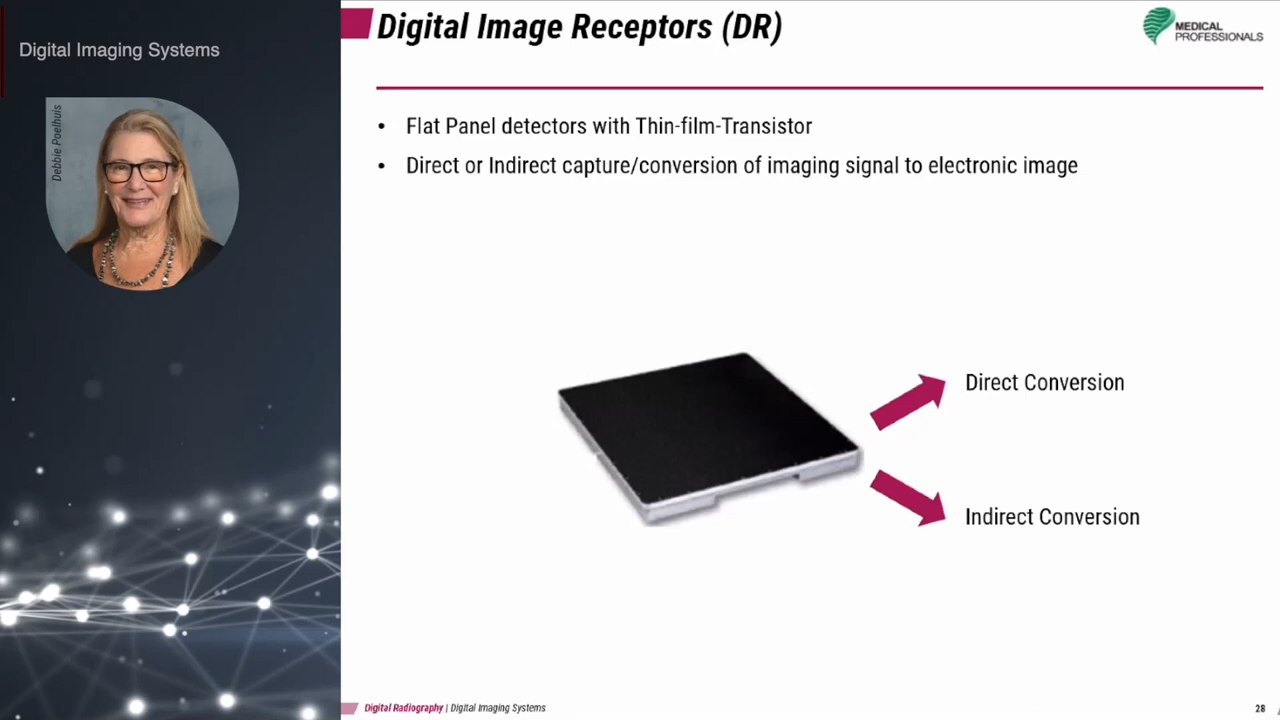 Digital Imaging Systems
Debbie Poelhuis
Digital Image Receptors (DR)
MEDICAL
PROFESSIONALS
• Flat Panel detectors with Thin-film-Transistor
• Direct or Indirect capture/conversion of imaging signal to electronic image
Direct Conversion
Indirect Conversion
Digital Radiography | Digital Imaging Systems
28